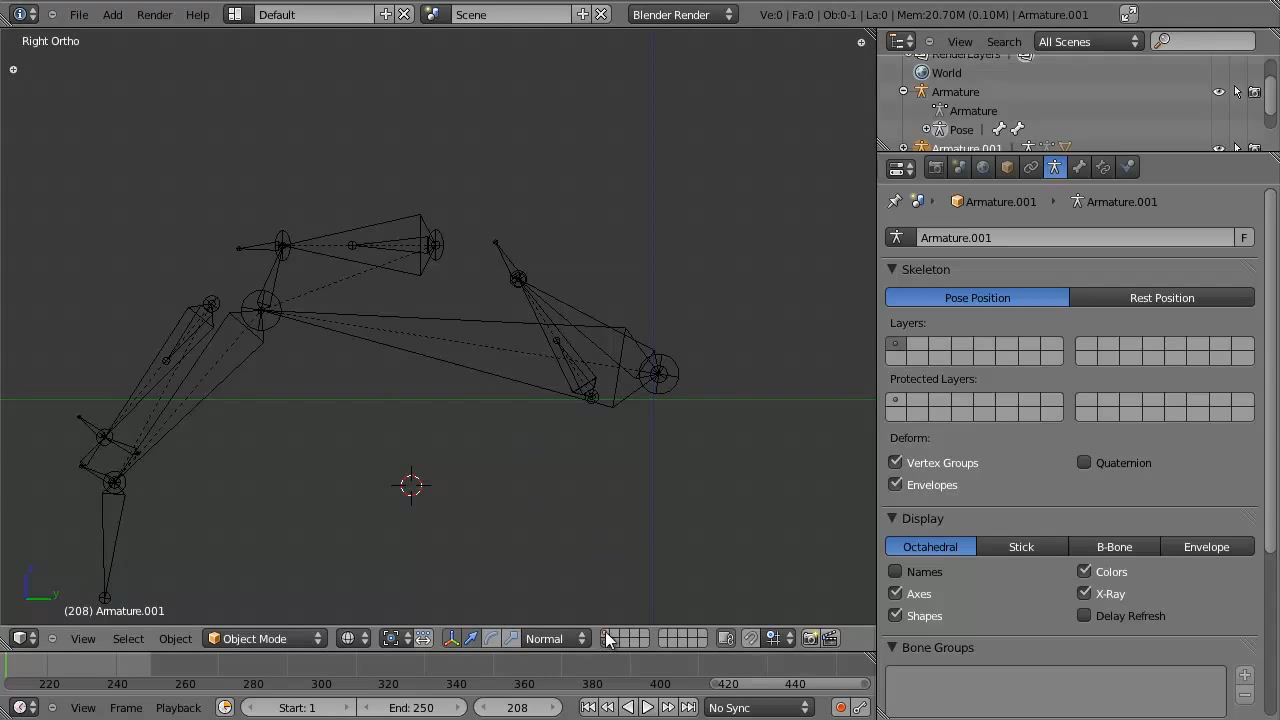 File Add Render Help Default Scene Blender Render Ve:0 | Fa:0 | Ob:0-1 | La:0 | Mem:20.70M (0.10M) | Armature.001
Right Ortho
View Search All Scenes
RenderLayers
World
Armature
Armature
Pose
Armature.001
Armature.001 Armature.001
Armature.001 F
Skeleton
Pose Position Rest Position
Layers:
Protected Layers:
Deform:
Vertex Groups Quaternion
Envelopes
Display
Octahedral Stick B-Bone Envelope
Names Colors
Axes X-Ray
Shapes Delay Refresh
Bone Groups
y
(208) Armature.001
View Select Object Object Mode Normal
220 240 260 280 300 320 340 360 380 400 420 440
View Frame Playback Start: 1 End: 250 208 No Sync